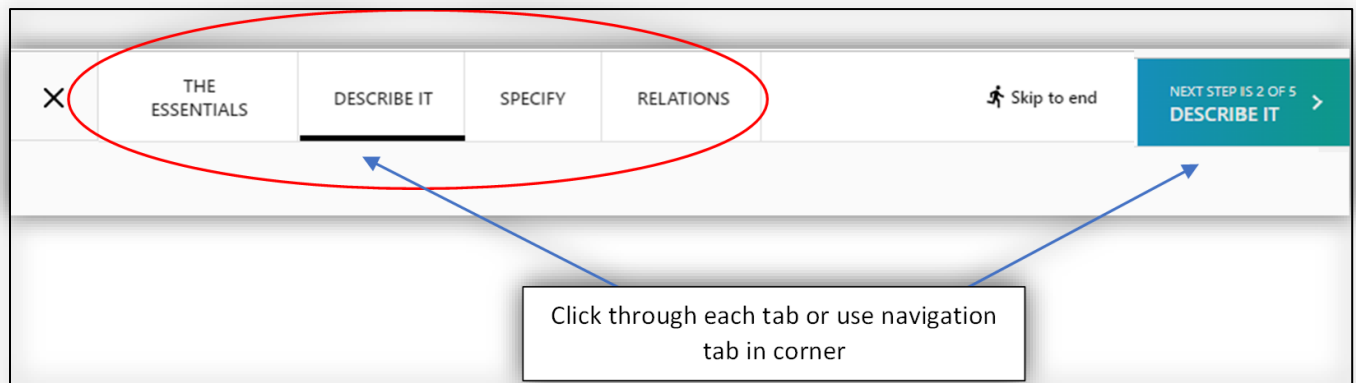 THE
ESSENTIALS
DESCRIBE IT
SPECIFY
RELATIONS
Skip to end
NEXT STEP IIS 2 OF 5
DESCRIBE IT
Click through each tab or use navigation
tab in corner